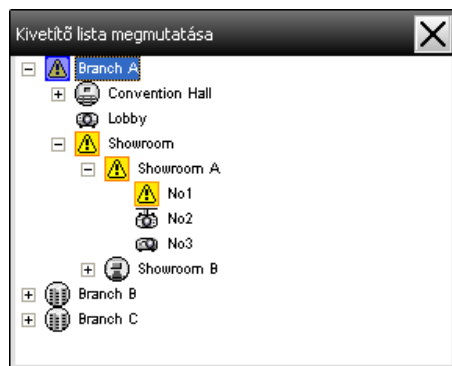 Kivetítő lista megmutatása
Branch A
Convention Hall
Lobby
Showroom
Showroom A
No1
No2
No3
Showroom B
Branch B
Branch C